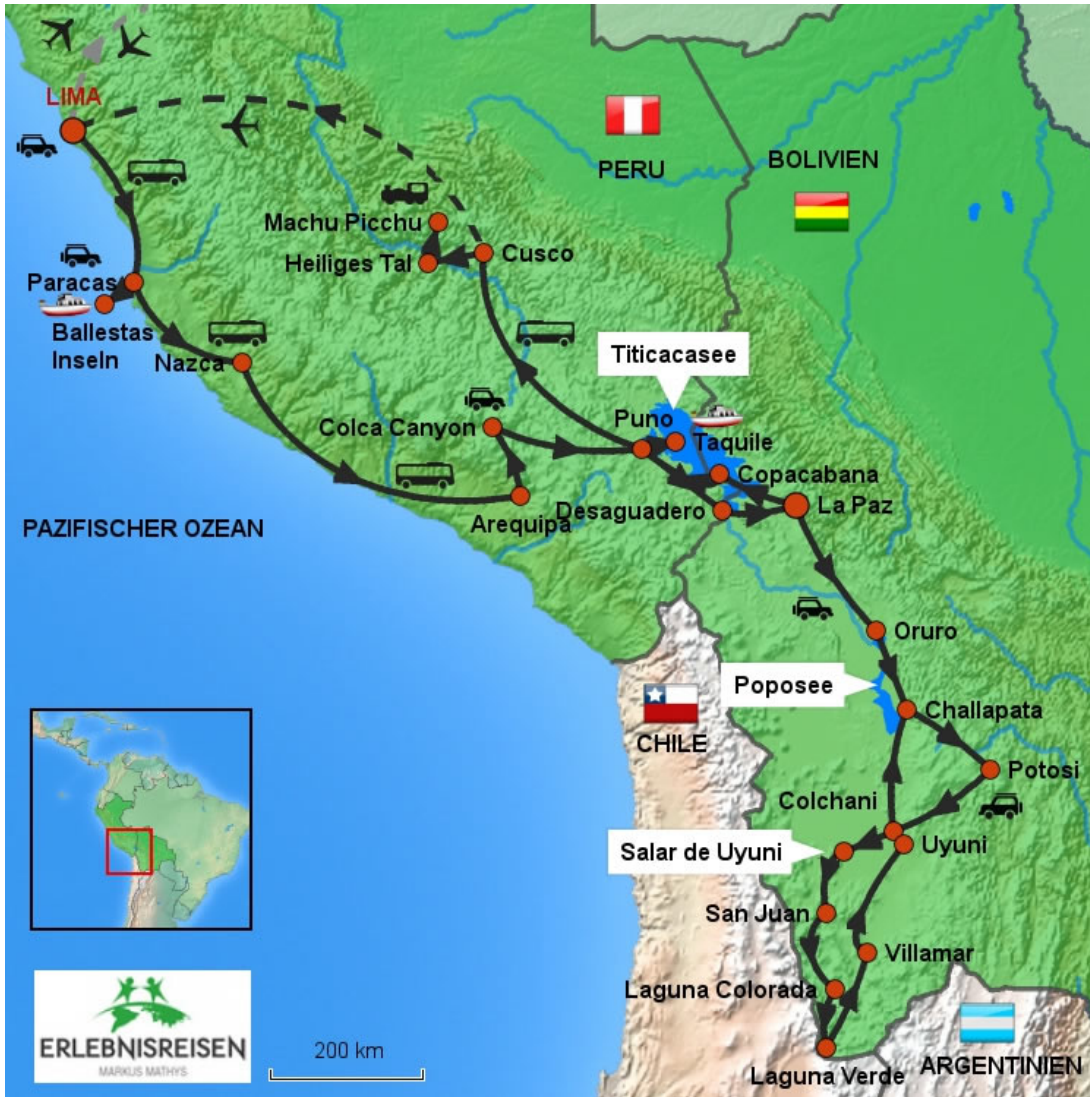 LIMA
PERU
BOLIVIEN
Machu Picchu
Heiliges Tal
Cusco
Paracas
Ballestas
Inseln
Nazca
Titicacasee
Puno
Colca Canyon
Taquile
Copacabana
Arequipa
Desaguadero
La Paz
PAZIFISCHER OZEAN
Oruro
Poposee
CHILE
Challapata
Potosi
Colchani
Uyuni
Salar de Uyuni
San Juan
Villamar
Laguna Colorada
ERLEBNISREISEN
MARKUS MATHYS
200 km
ARGENTINIEN
Laguna Verde